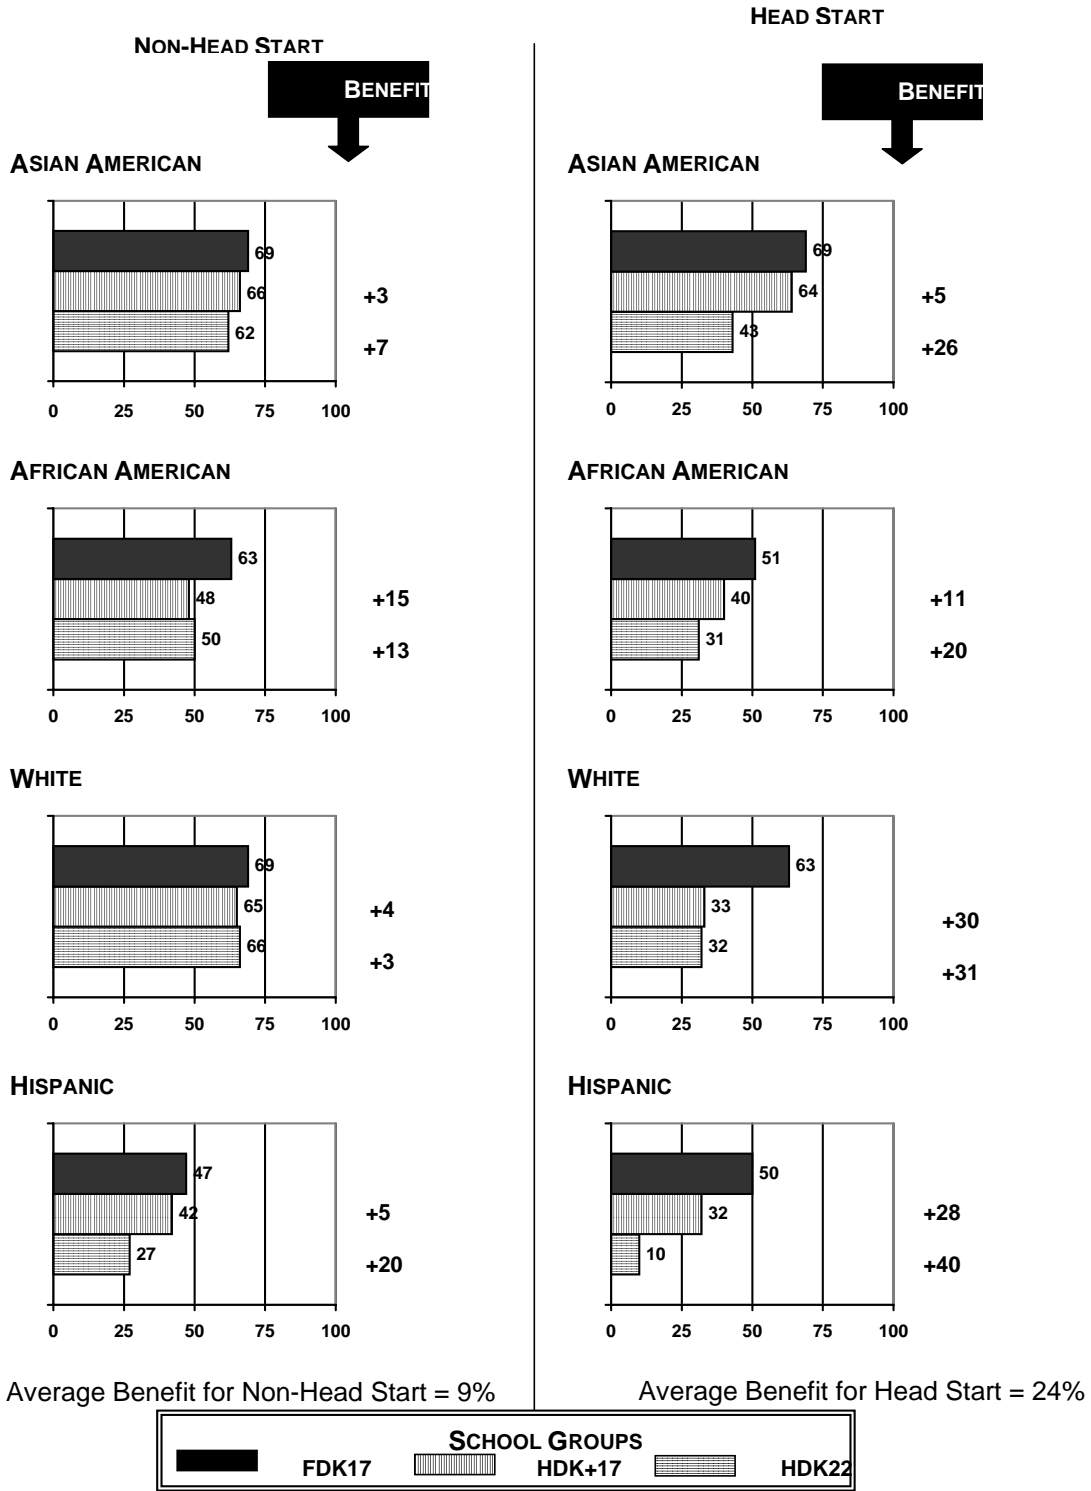 HEAD START
NON-HEAD START
BENEFIT
BENEFIT
ASIAN AMERICAN
69
66
62
+3
+7
0 25 50 75 100
ASIAN AMERICAN
69
64
43
+5
+26
0 25 50 75 100
AFRICAN AMERICAN
63
48
50
+15
+13
0 25 50 75 100
AFRICAN AMERICAN
51
40
31
+11
+20
0 25 50 75 100
WHITE
69
65
66
+4
+3
0 25 50 75 100
WHITE
63
33
32
+30
+31
0 25 50 75 100
HISPANIC
47
42
27
+5
+20
0 25 50 75 100
HISPANIC
50
32
10
+28
+40
0 25 50 75 100
Average Benefit for Non-Head Start = 9%
Average Benefit for Head Start = 24%
SCHOOL GROUPS
FDK17 HDK+17 HDK22